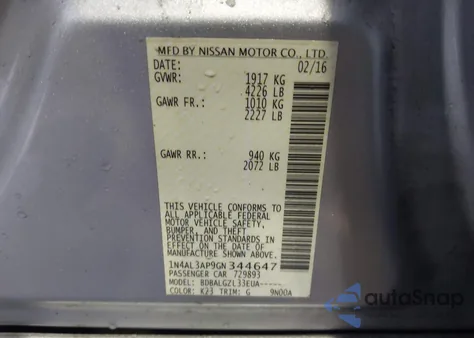 MFD BY NISSAN MOTOR CO., LTD.
DATE: 02/16
GVWR: 1917 KG
4226 LB
GAWR FR.: 1010 KG
2227 LB
GAWR RR.: 940 KG
2072 LB
THIS VEHICLE CONFORMS TO
ALL APPLICABLE FEDERAL
MOTOR VEHICLE SAFETY,
BUMPER, AND THEFT
PREVENTION STANDARDS IN
EFFECT ON THE DATE OF
MANUFACTURE SHOWN ABOVE.
1N4AL3AP9GN 344647
PASSENGER CAR 729893
MODEL: BDBALGZL33EUA-----
COLOR: K23 TRIM: G 9N00A
autoSnap